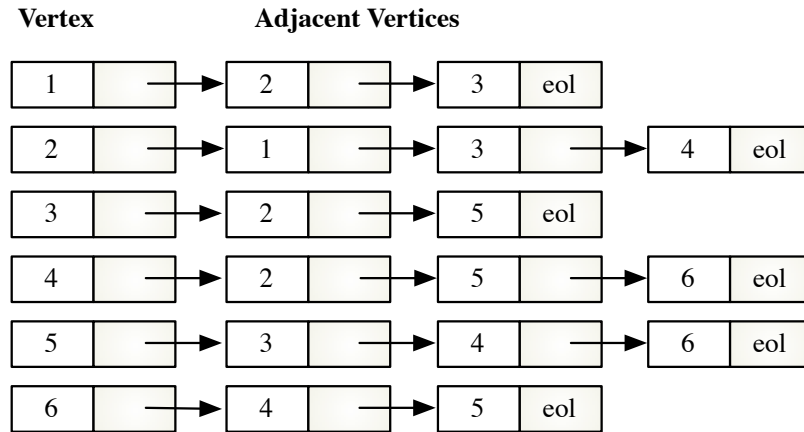 Vertex Adjacent Vertices
1 2 3 eol
2 1 3 4 eol
3 2 5 eol
4 2 5 6 eol
5 3 4 6 eol
6 4 5 eol